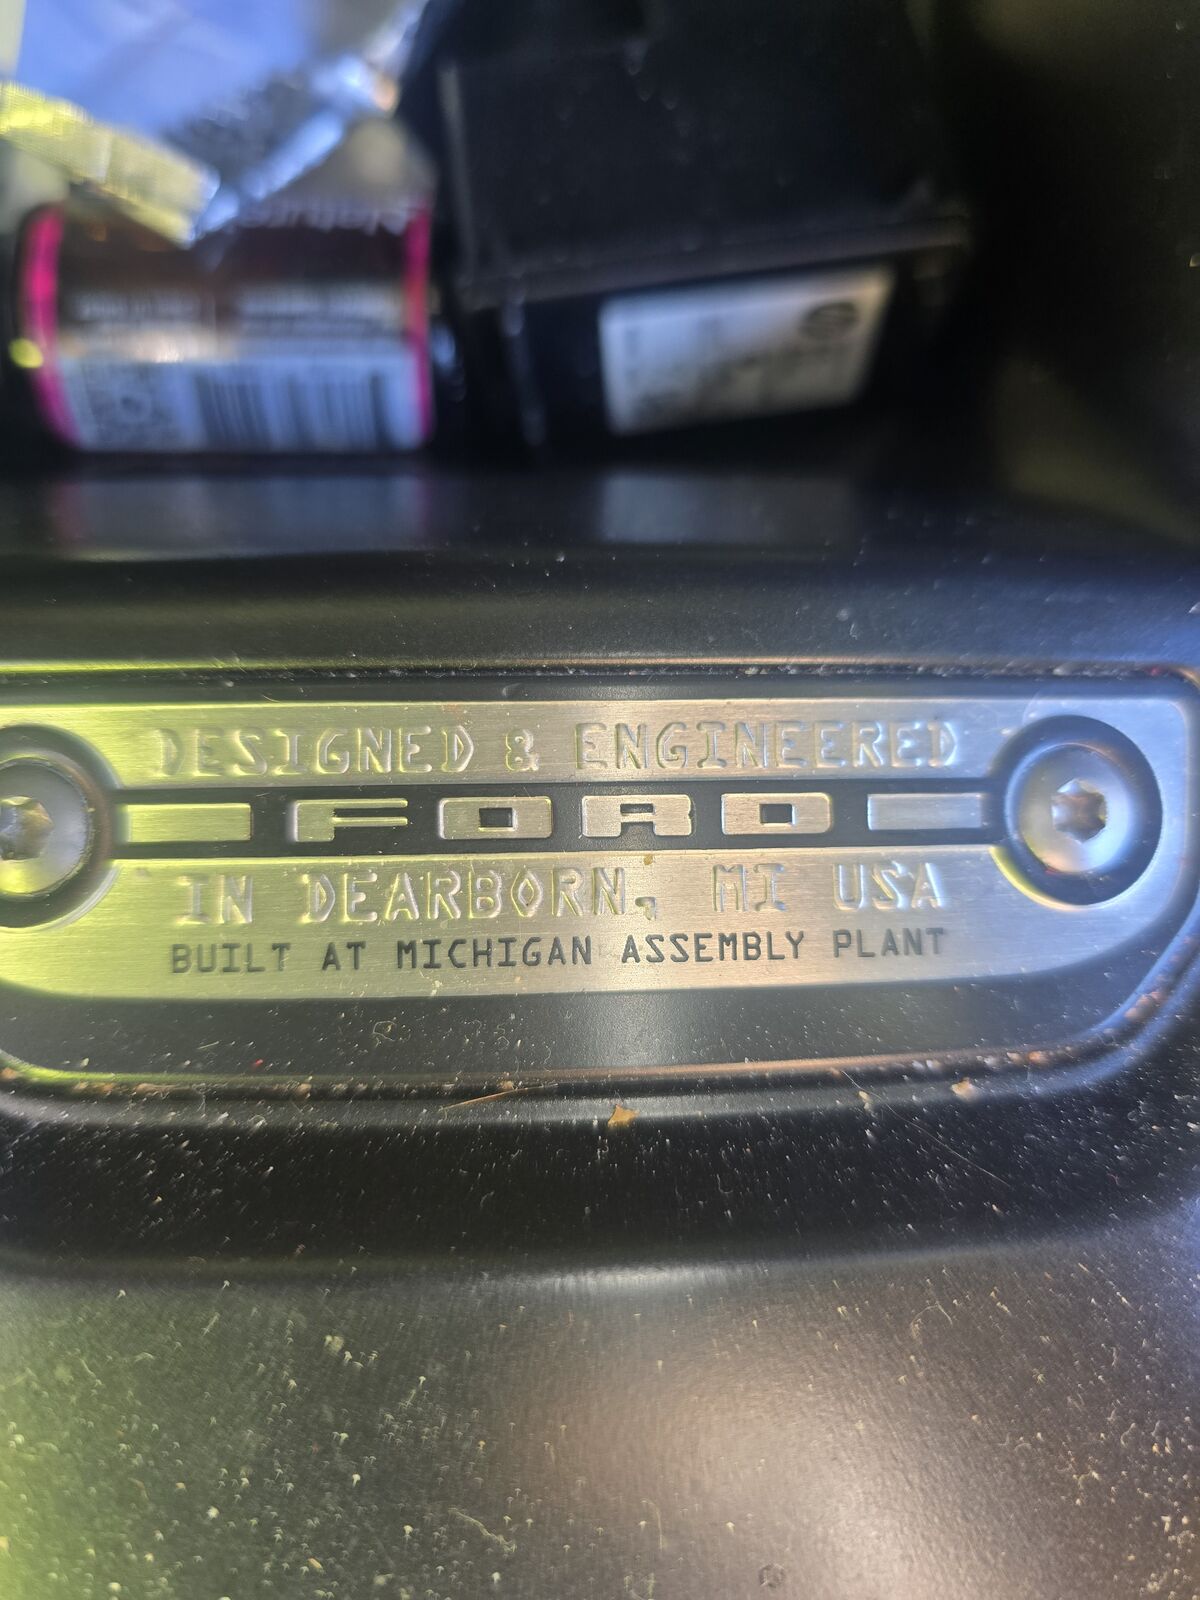 DESIGNED & ENGINEERED
FORD
IN DEARBORN, MI USA
BUILT AT MICHIGAN ASSEMBLY PLANT